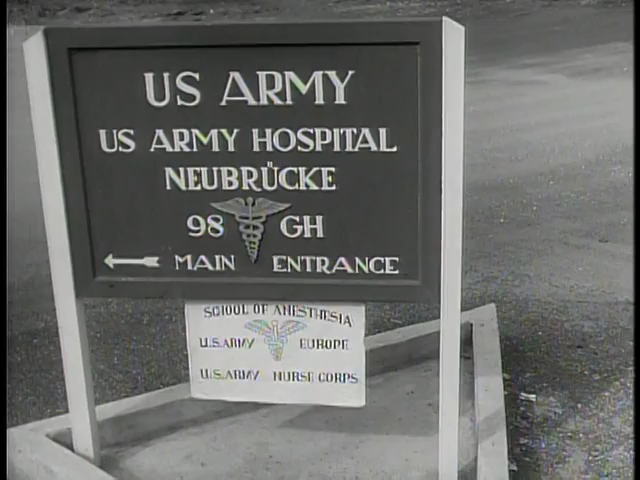 US ARMY
US ARMY HOSPITAL
NEUBRÜCKE
98 GH
MAIN ENTRANCE
SCHOOL OF ANESTHESIA
U.S. ARMY EUROPE
U.S. ARMY NURSE CORPS